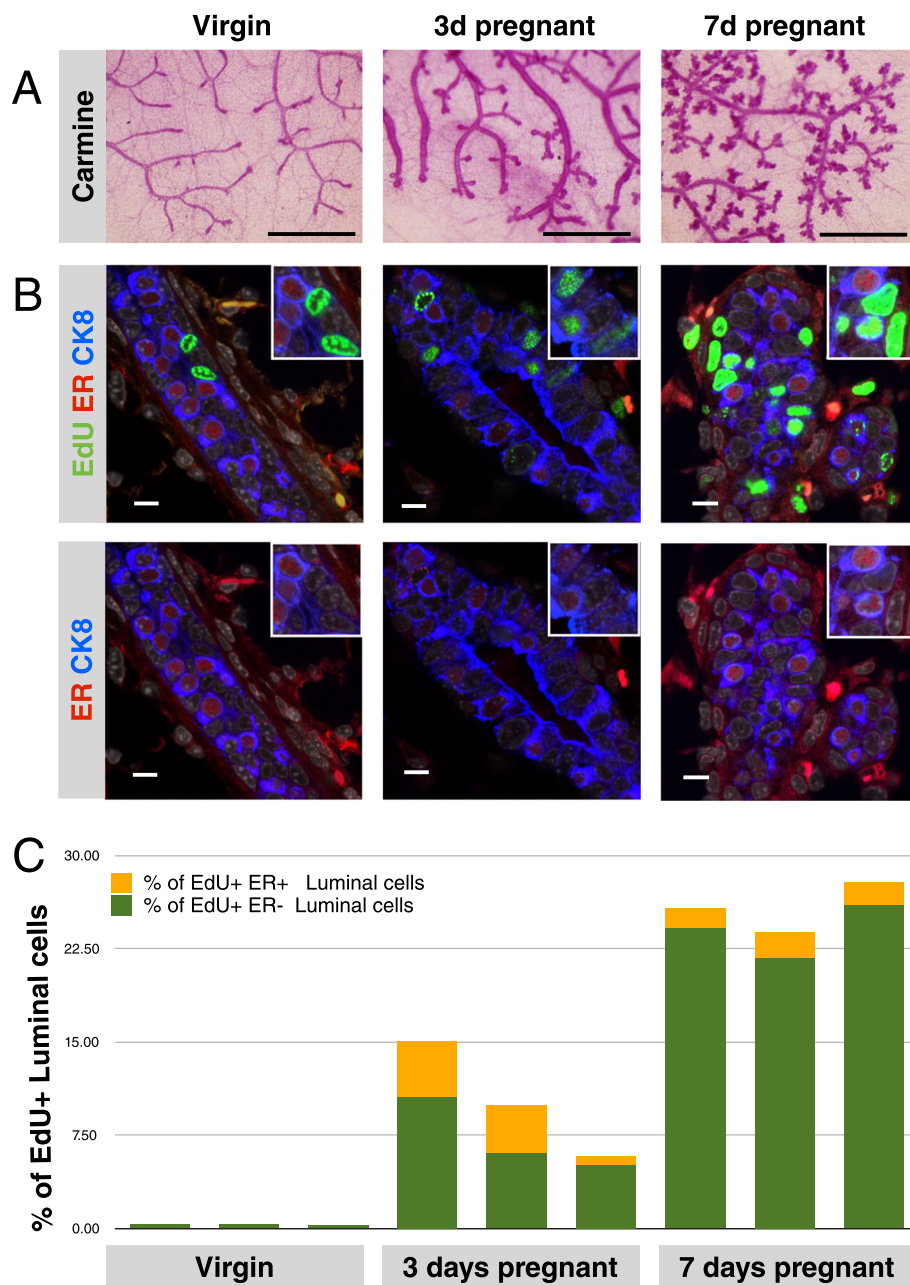 Virgin 3d pregnant 7d pregnant
A
Carmine
B
EdU ER CK8
ER CK8
C
30.00
% of EdU+ ER+ Luminal cells
% of EdU+ ER- Luminal cells
22.50
15.00
7.50
0.00
% of EdU+ Luminal cells
Virgin 3 days pregnant 7 days pregnant